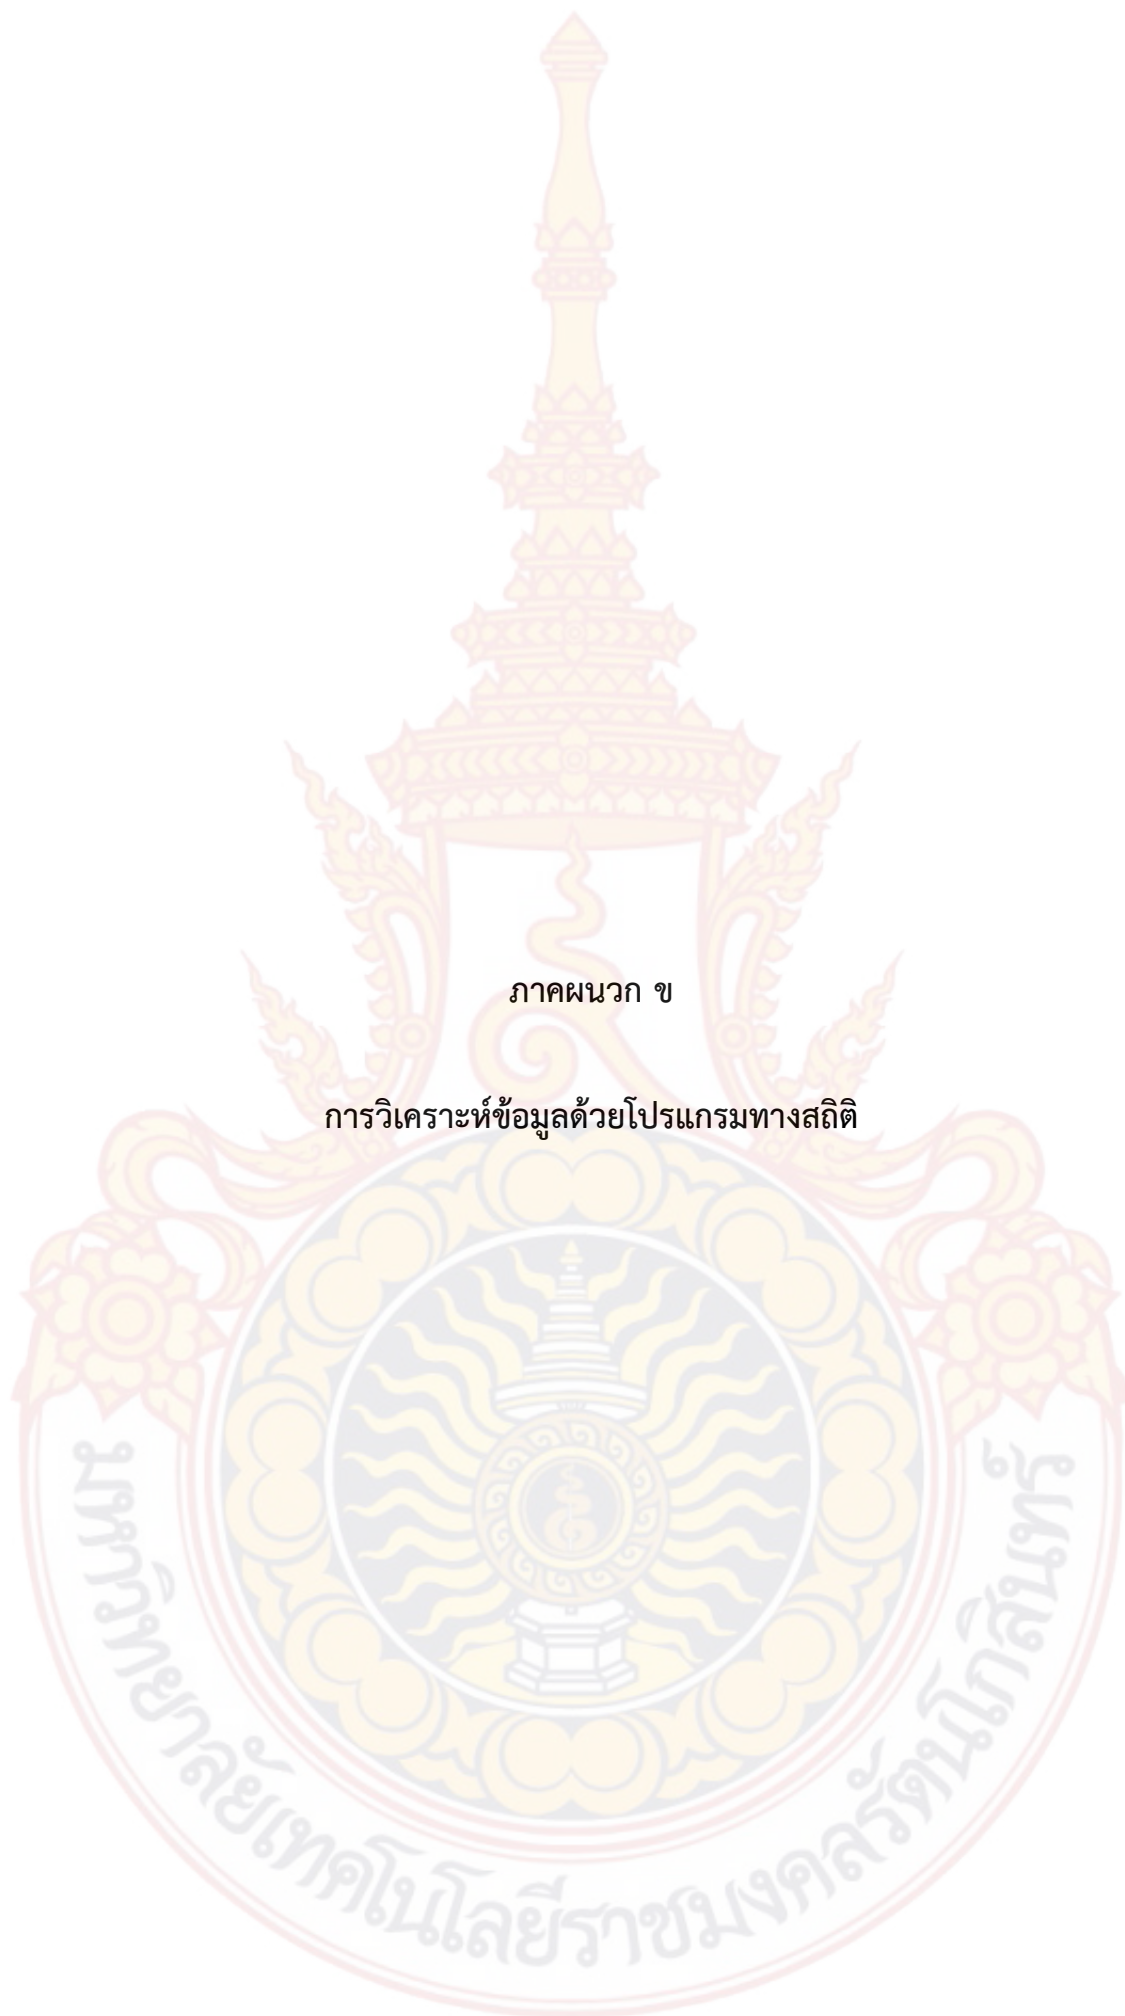 ภาคผนวก ข
การวิเคราะห์ข้อมูลด้วยโปรแกรมทางสถิติ
มหาวิทยาลัยเทคโนโลยีราชมงคลรัตนโกสินทร์